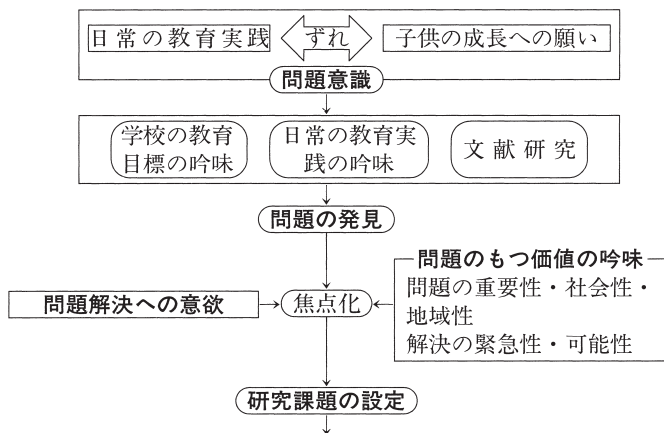 日常の教育実践 ずれ 子供の成長への願い
問題意識
学校の教育
目標の吟味
日常の教育実
践の吟味
文献研究
問題の発見
問題のもつ価値の吟味
問題の重要性・社会性・
地域性
解決の緊急性・可能性
問題解決への意欲
焦点化
研究課題の設定